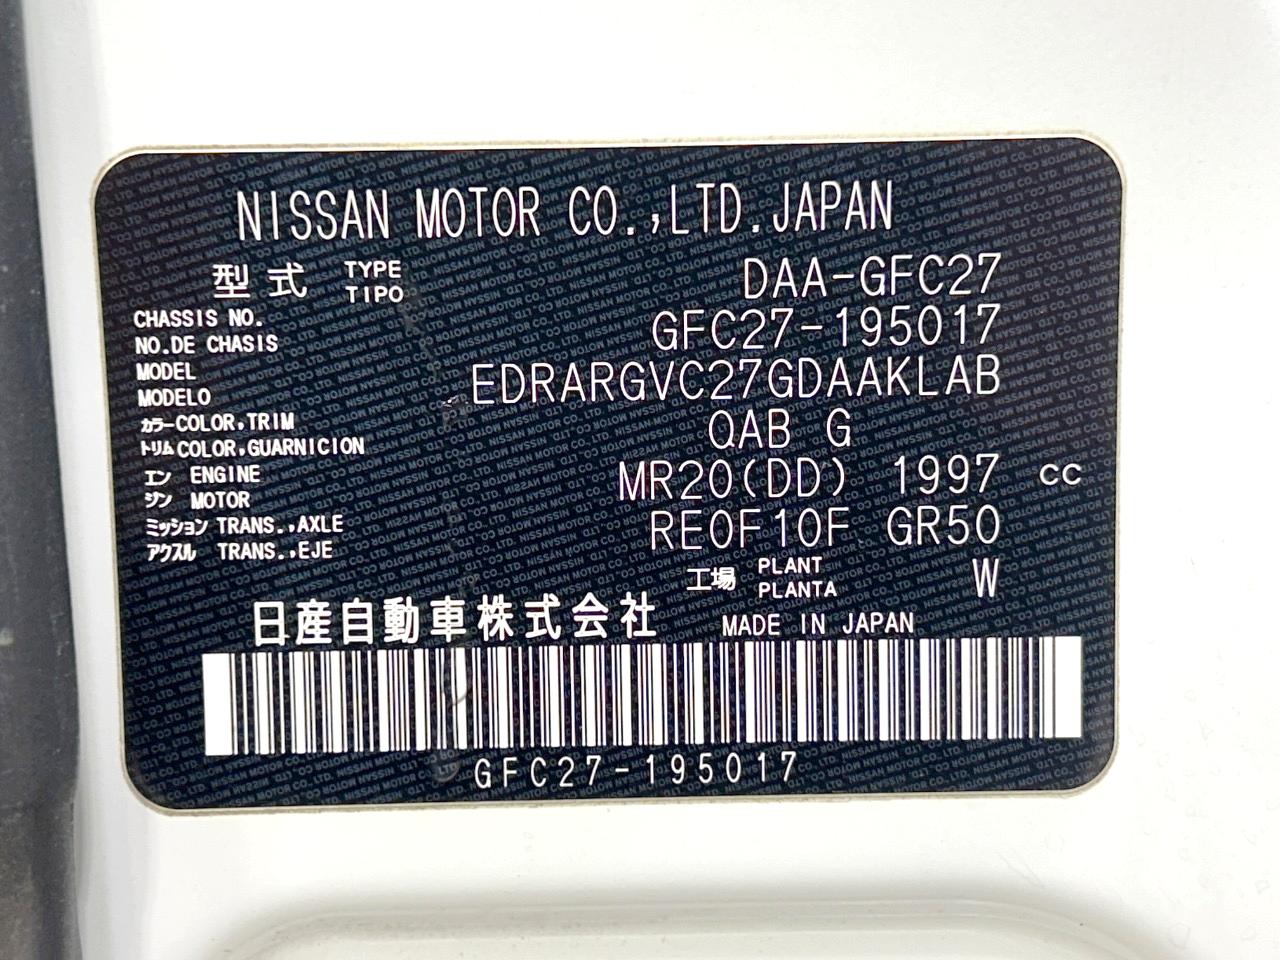 NISSAN MOTOR CO.,LTD.JAPAN
型式 TYPE TIPO DAA-GFC27
CHASSIS NO. NO.DE CHASIS GFC27-195017
MODEL MODELO EDRARGVC27GDAAKLAB
カラー COLOR,TRIM
トリム COLOR,GUARNICION QAB G
エンジン ENGINE MOTOR MR20(DD) 1997 CC
ミッション TRANS.,AXLE
アクスル TRANS.,EJE RE0F10F GR50
工場 PLANT PLANTA W
日産自動車株式会社 MADE IN JAPAN
GFC27-195017